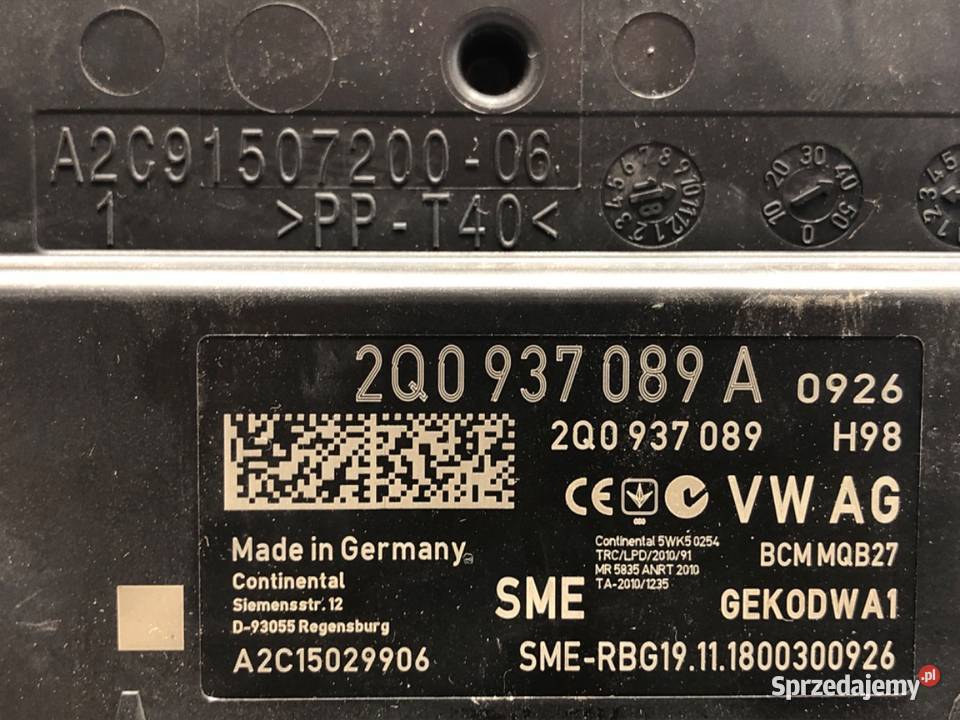 A2C91507200-06
1 >PP-T40<
2Q0 937 089 A 0926
2Q0 937 089 H98
CE VW AG
Continental 5WK5 0254
TRC/LPD/2010/91
MR 5835 ANRT 2010
TA-2010/1235
BCM MQB27
Made in Germany
Continental
Siemensstr. 12
D-93055 Regensburg
A2C15029906
SME GEKODWA1
SME-RBG19.11.1800300926
Sprzedajemy.pl